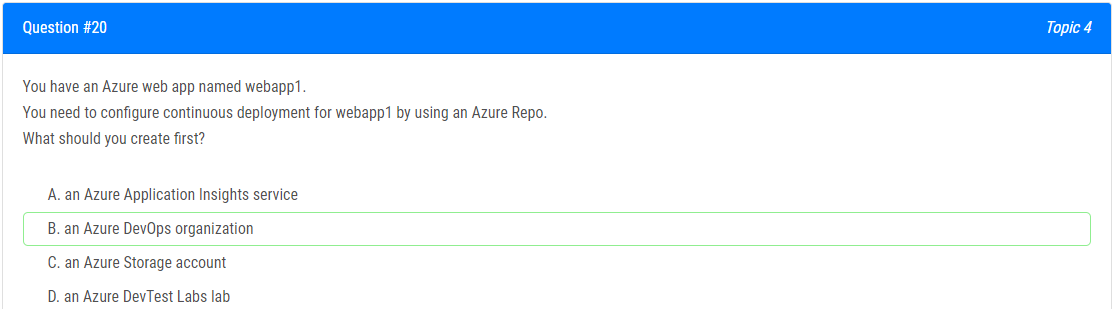 Question #20
Topic 4
You have an Azure web app named webapp1.
You need to configure continuous deployment for webapp1 by using an Azure Repo.
What should you create first?
A. an Azure Application Insights service
B. an Azure DevOps organization
C. an Azure Storage account
D. an Azure DevTest Labs lab